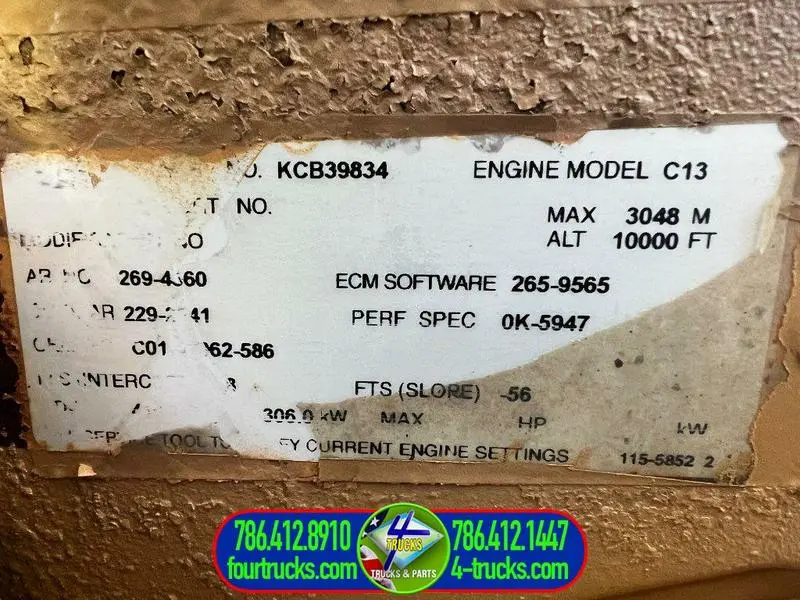 NO. KCB39834 ENGINE MODEL C13
NO.
MAX 3048 M
ALT 10000 FT
269- ECM SOFTWARE 265-9565
229- PERF SPEC 0K-5947
C01 062-586
FTS (SLORE) -56
306.0 kW MAX HP kW
TOOL CURRENT ENGINE SETTINGS 115-5852 2
786.412.8910 4 TRUCKS 786.412.1447
fourtrucks.com TRUCKS & PARTS 4-trucks.com